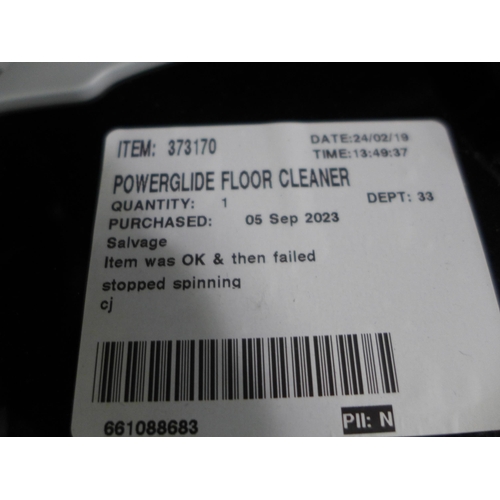 ITEM: 373170 DATE:24/02/19
TIME:13:49:37
POWERGLIDE FLOOR CLEANER
QUANTITY: 1 DEPT: 33
PURCHASED: 05 Sep 2023
Salvage
Item was OK & then failed
stopped spinning
cj
661088683 PII: N